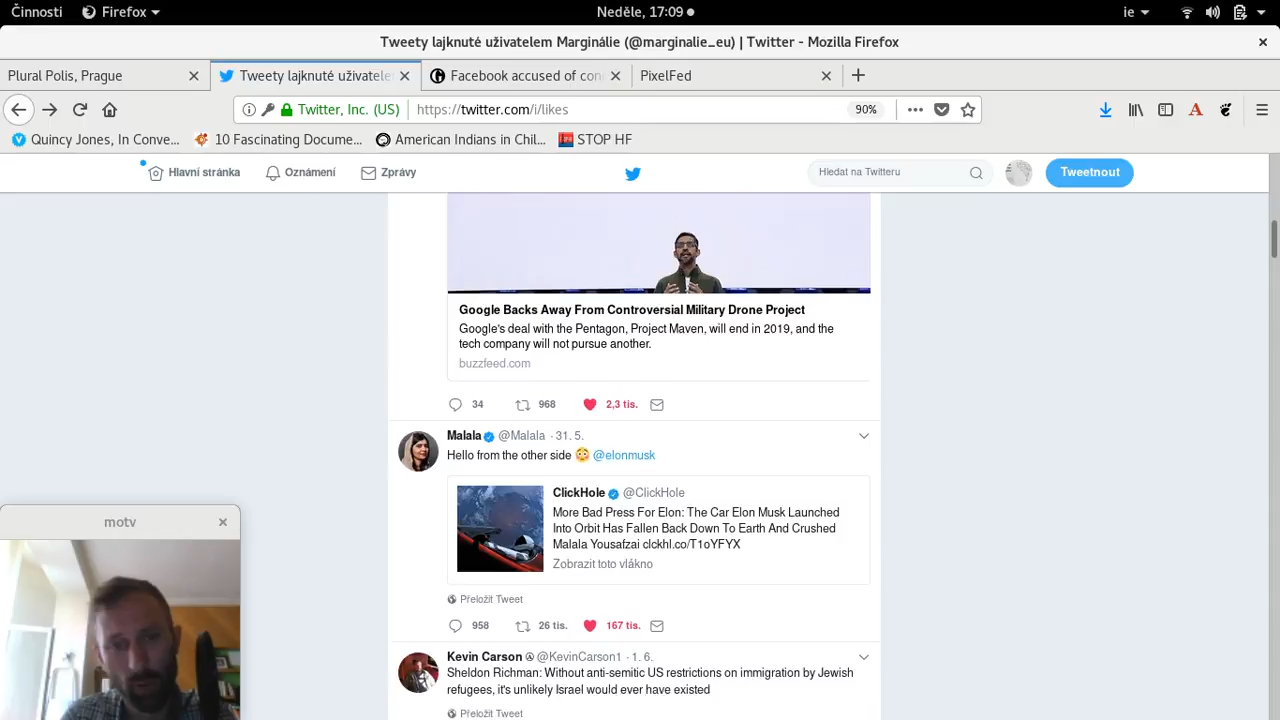 Činnosti Firefox Neděle, 17:09 ie
Tweety lajknuté uživatelem Marginálie (@marginalie_eu) | Twitter - Mozilla Firefox
Plural Polis, Prague Tweety lajknuté uživatele Facebook accused of con PixelFed
Twitter, Inc. (US) https://twitter.com/i/likes 90%
Quincy Jones, In Conve... 10 Fascinating Docume... American Indians in Chil... STOP HF
Hlavní stránka Oznámení Zprávy Hledat na Twitteru Tweetnout
Google Backs Away From Controversial Military Drone Project
Google's deal with the Pentagon, Project Maven, will end in 2019, and the
tech company will not pursue another.
buzzfeed.com
34 968 2,3 tis.
Malala @Malala · 31. 5.
Hello from the other side 😳 @elonmusk
ClickHole @ClickHole
More Bad Press For Elon: The Car Elon Musk Launched
Into Orbit Has Fallen Back Down To Earth And Crushed
Malala Yousafzai clckhl.co/T1oYFYX
Zobrazit toto vlákno
Přeložit Tweet
958 26 tis. 167 tis.
Kevin Carson Ⓐ @KevinCarson1 · 1. 6.
Sheldon Richman: Without anti-semitic US restrictions on immigration by Jewish
refugees, it's unlikely Israel would ever have existed
Přeložit Tweet
motv